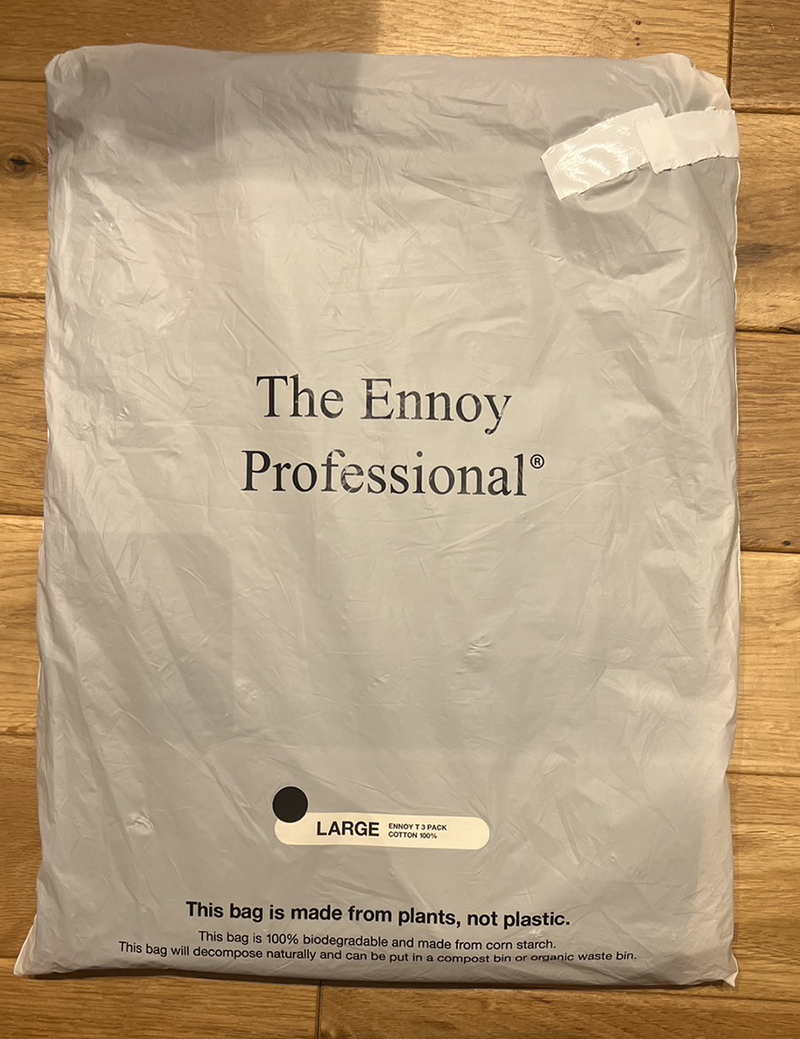 The Ennoy
Professional®
LARGE
ENNOY T 3 PACK
COTTON 100%
This bag is made from plants, not plastic.
This bag is 100% biodegradable and made from corn starch.
This bag will decompose naturally and can be put in a compost bin or organic waste bin.